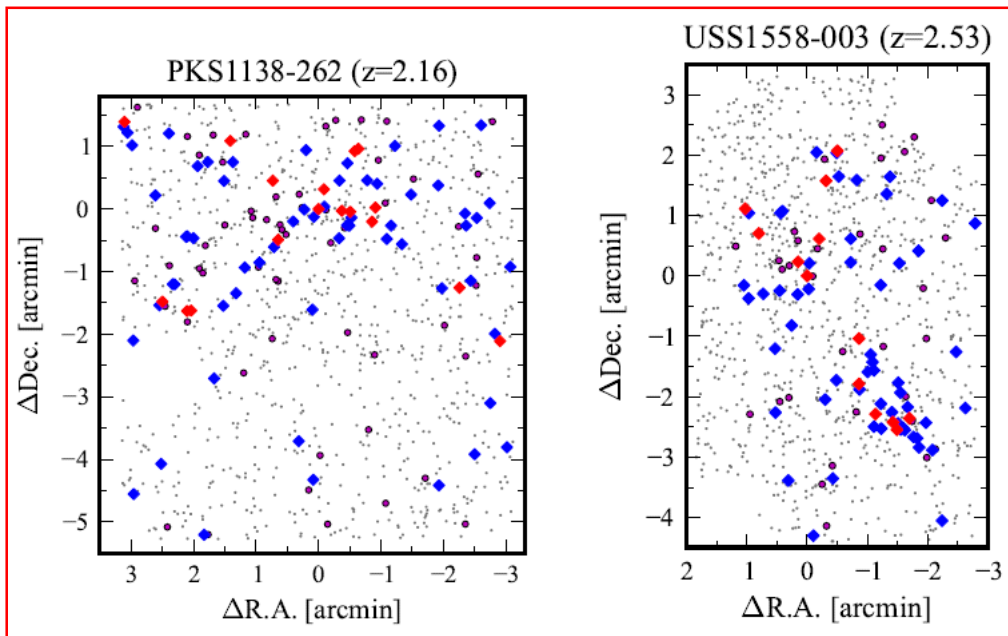 PKS1138-262 (z=2.16)
1
0
−1
−2
−3
−4
−5
ΔDec. [arcmin]
3 2 1 0 −1 −2 −3
ΔR.A. [arcmin]
USS1558-003 (z=2.53)
3
2
1
0
−1
−2
−3
−4
ΔDec. [arcmin]
2 1 0 −1 −2 −3
ΔR.A. [arcmin]